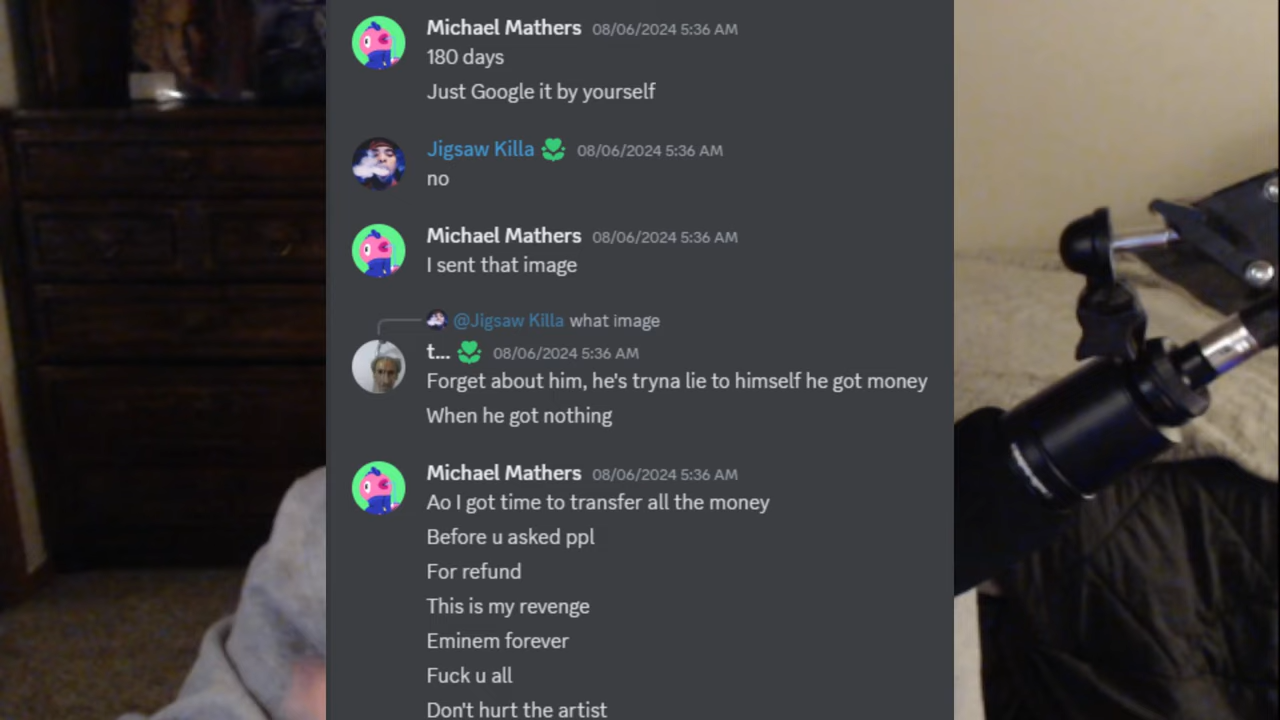 Michael Mathers 08/06/2024 5:36 AM
180 days
Just Google it by yourself
Jigsaw Killa 08/06/2024 5:36 AM
no
Michael Mathers 08/06/2024 5:36 AM
I sent that image
@Jigsaw Killa what image
t... 08/06/2024 5:36 AM
Forget about him, he's tryna lie to himself he got money
When he got nothing
Michael Mathers 08/06/2024 5:36 AM
Ao I got time to transfer all the money
Before u asked ppl
For refund
This is my revenge
Eminem forever
Fuck u all
Don't hurt the artist